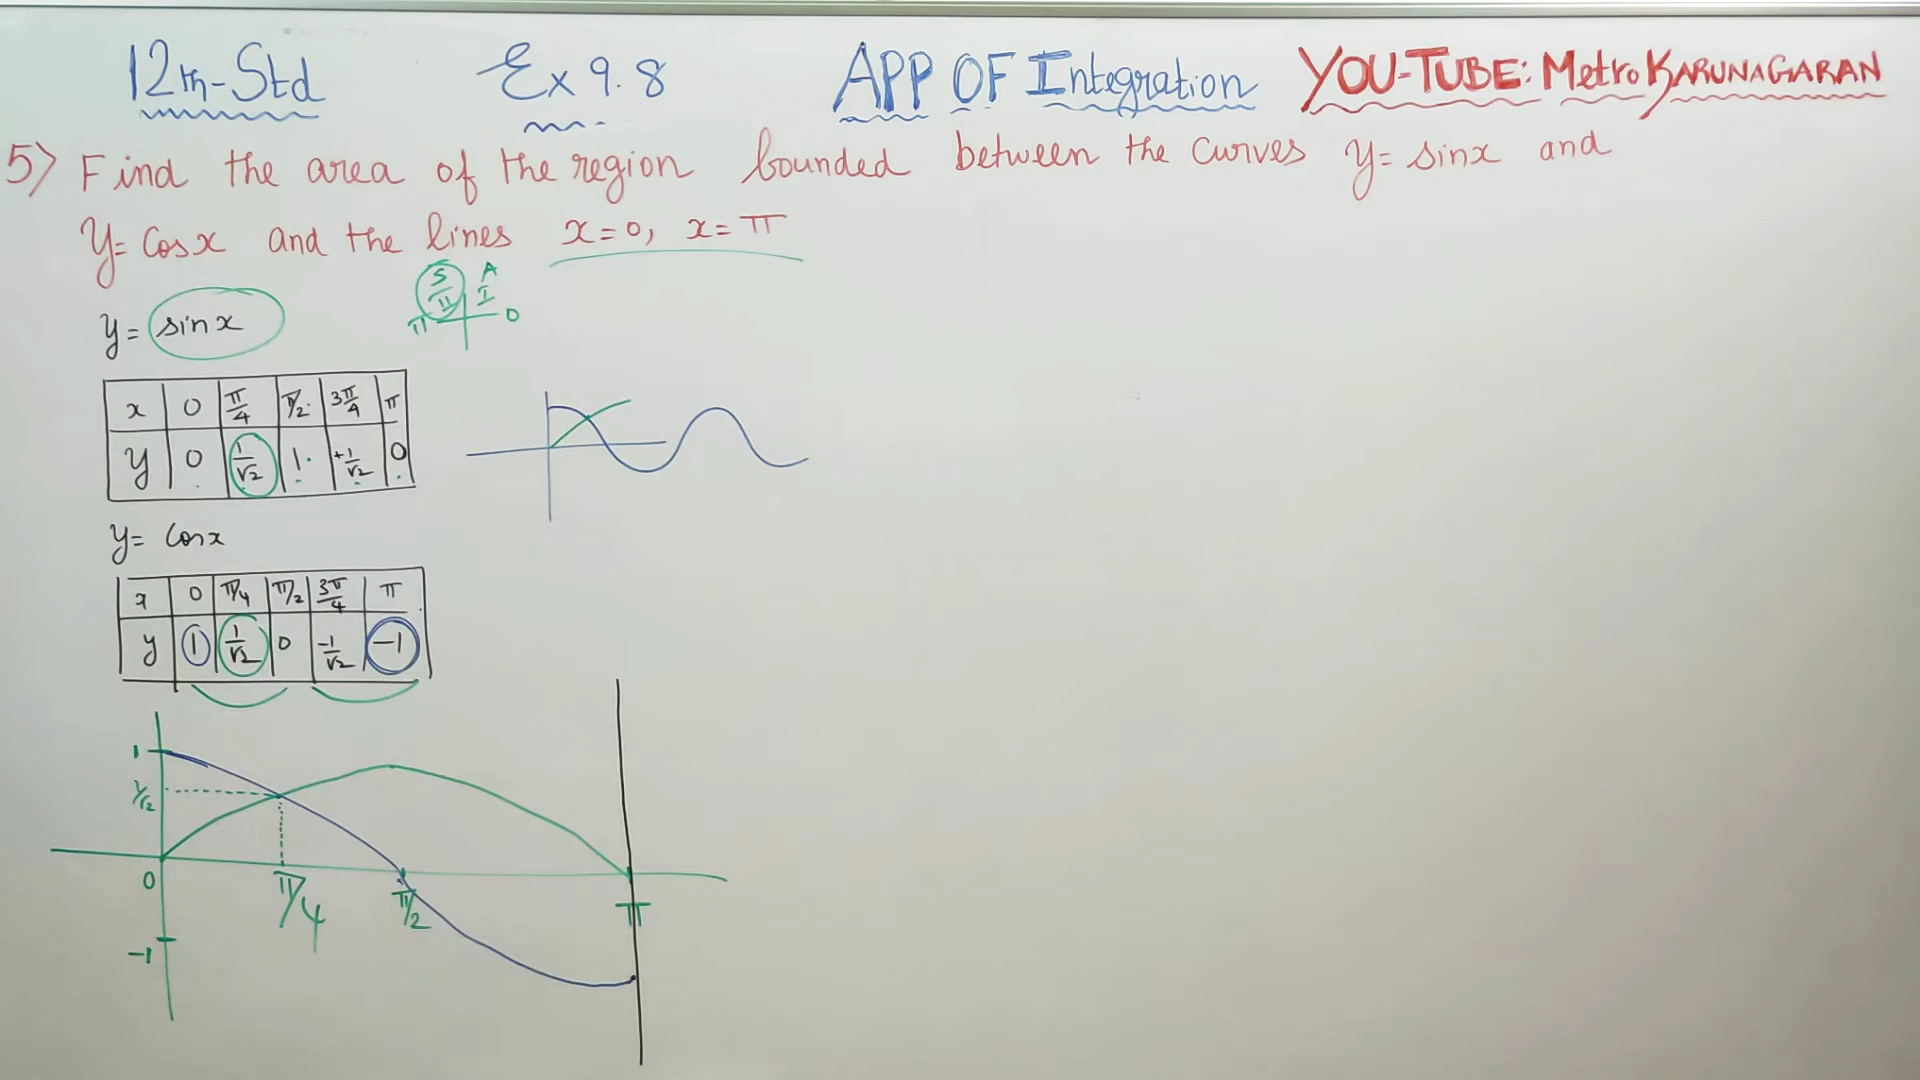 12th-Std Ex 9.8 APP OF Integration YOU-TUBE: Metro KARUNAGARAN
5) Find the area of the region bounded between the curves y= sinx and
y= Cosx and the lines x=0, x=π
S A
II I
π 0
y= sinx
x 0 π/4 π/2 3π/4 π
y 0 1/√2 1 +1/√2 0
y= Cosx
x 0 π/4 π/2 3π/4 π
y 1 1/√2 0 -1/√2 -1
1
1/√2
0 π/4 π/2 π
-1